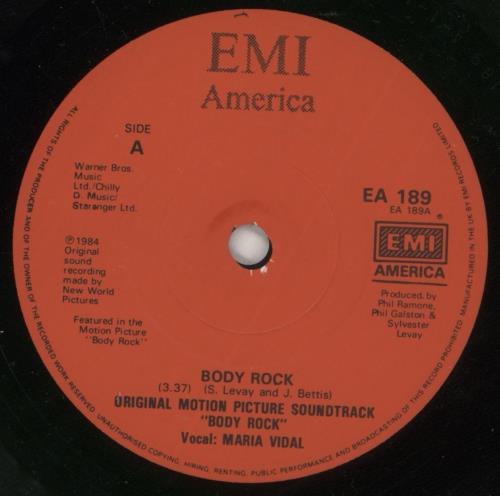 EMI
America
SIDE
A
Warner Bros.
Music
Ltd./Chilly
D. Music/
Staranger Ltd.
EA 189
EA 189A
EMI
®
AMERICA
℗1984
Original
sound
recording
made by
New World
Pictures
Featured in the
Motion Picture
"Body Rock"
Produced by
Phil Ramone,
Phil Galston &
Sylvester
Levay
BODY ROCK
(3.37) (S. Levay and J. Bettis)
ORIGINAL MOTION PICTURE SOUNDTRACK
"BODY ROCK"
Vocal: MARIA VIDAL
ALL RIGHTS OF THE PRODUCER AND OF THE OWNER OF THE RECORDED WORK RESERVED. UNAUTHORISED COPYING, HIRING, RENTING, PUBLIC PERFORMANCE AND BROADCASTING OF THIS RECORD PROHIBITED. MANUFACTURED IN THE UK BY EMI RECORDS LIMITED